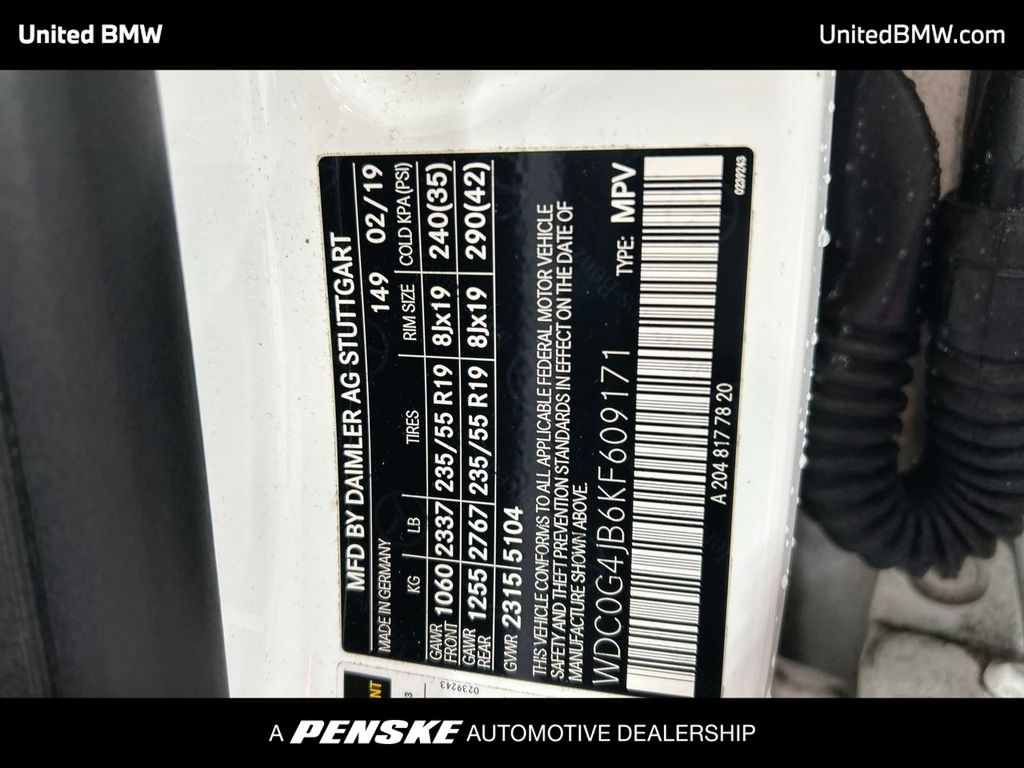 United BMW
UnitedBMW.com
MFD BY DAIMLER AG STUTTGART
MADE IN GERMANY 149 02/19
KG LB TIRES RIM SIZE COLD KPA(PSI)
GAWR FRONT 1060 2337 235/55 R19 8Jx19 240(35)
GAWR REAR 1255 2767 235/55 R19 8Jx19 290(42)
GVWR 2315 5104
THIS VEHICLE CONFORMS TO ALL APPLICABLE FEDERAL MOTOR VEHICLE
SAFETY AND THEFT PREVENTION STANDARDS IN EFFECT ON THE DATE OF
MANUFACTURE SHOWN ABOVE.
WDC0G4JB6KF609171 TYPE: MPV
A 204 817 78 20
0239243
0239243
A PENSKE AUTOMOTIVE DEALERSHIP